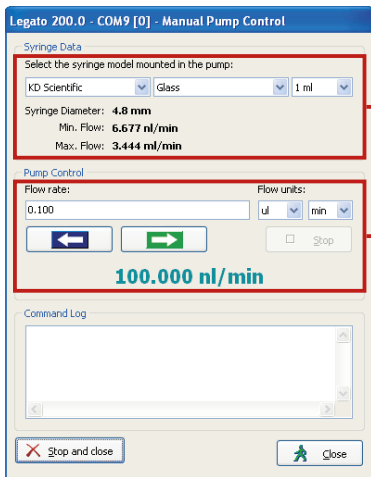 Legato 200.0 - COM9 [0] - Manual Pump Control
Syringe Data
Select the syringe model mounted in the pump:
KD Scientific Glass 1 ml
Syringe Diameter: 4.8 mm
Min. Flow: 6.677 nl/min
Max. Flow: 3.444 ml/min
Pump Control
Flow rate: Flow units:
0.100 ul min
Stop
100.000 nl/min
Command Log
Stop and close Close